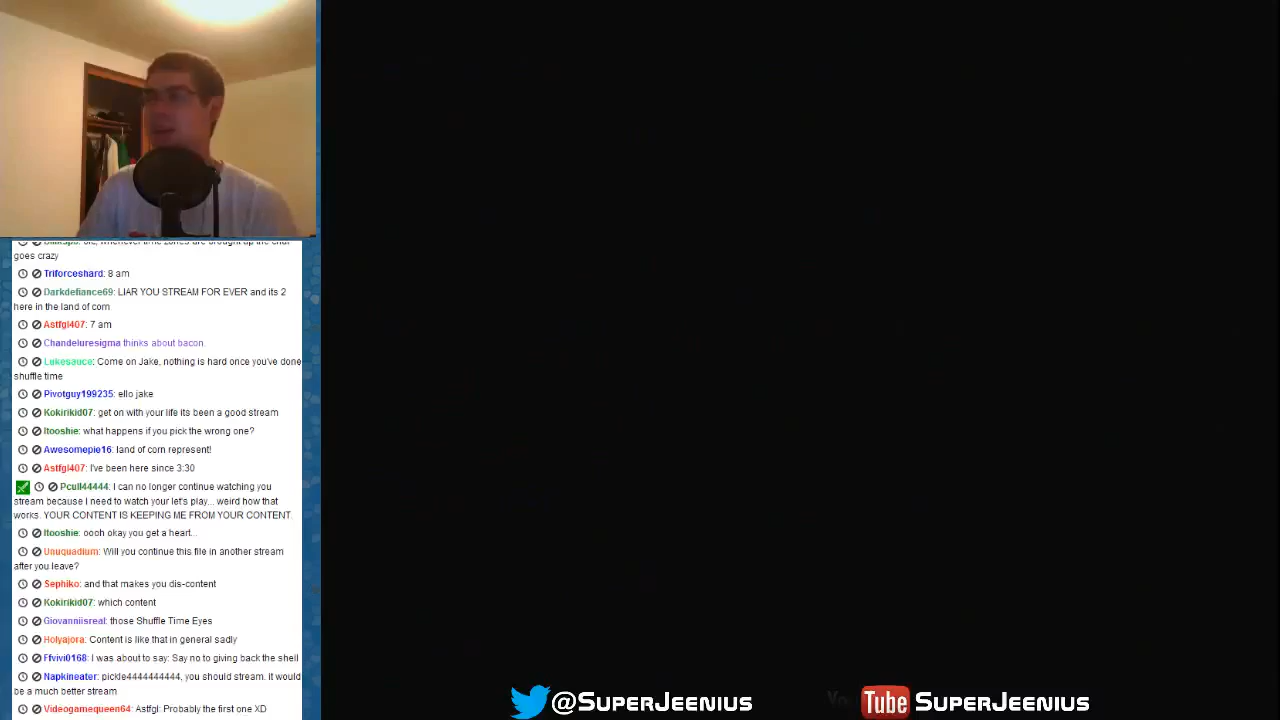 goes crazy
Triforceshard: 8 am
Darkdefiance69: LIAR YOU STREAM FOR EVER and its 2
here in the land of corn
Astfgl407: 7 am
Chandeluresigma thinks about bacon.
Lukesauce: Come on Jake, nothing is hard once you've done
shuffle time
Pivotguy199235: ello jake
Kokirikid07: get on with your life its been a good stream
Itooshie: what happens if you pick the wrong one?
Awesomepie16: land of corn represent!
Astfgl407: I've been here since 3:30
Pcull44444: I can no longer continue watching you
stream because I need to watch your let's play... weird how that
works. YOUR CONTENT IS KEEPING ME FROM YOUR CONTENT.
Itooshie: oooh okay you get a heart...
Unuquadium: Will you continue this file in another stream
after you leave?
Sephiko: and that makes you dis-content
Kokirikid07: which content
Giovanniisreal: those Shuffle Time Eyes
Holyajora: Content is like that in general sadly
Ffvivi0168: I was about to say: Say no to giving back the shell
Napkineater: pickle4444444444, you should stream. it would
be a much better stream
Videogamequeen64: Astfgl: Probably the first one XD
@SuperJeenius
You Tube SuperJeenius